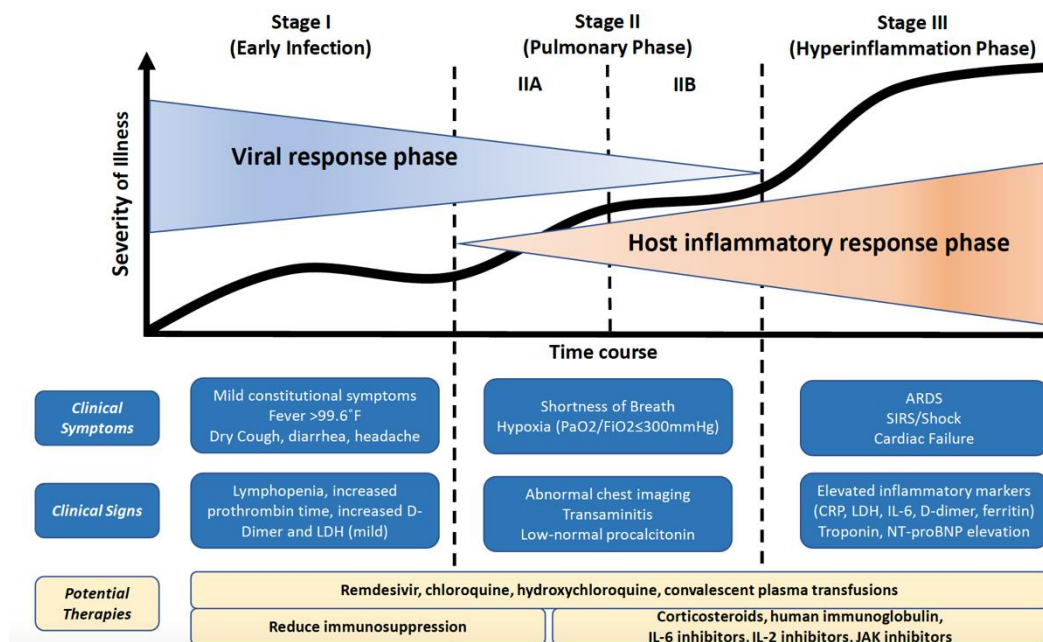 Stage I
(Early Infection)
Stage II
(Pulmonary Phase)
Stage III
(Hyperinflammation Phase)
IIA
IIB
Severity of Illness
Viral response phase
Host inflammatory response phase
Time course
Clinical
Symptoms
Mild constitutional symptoms
Fever >99.6°F
Dry Cough, diarrhea, headache
Shortness of Breath
Hypoxia (PaO2/FiO2≤300mmHg)
ARDS
SIRS/Shock
Cardiac Failure
Clinical Signs
Lymphopenia, increased
prothrombin time, increased D-
Dimer and LDH (mild)
Abnormal chest imaging
Transaminitis
Low-normal procalcitonin
Elevated inflammatory markers
(CRP, LDH, IL-6, D-dimer, ferritin)
Troponin, NT-proBNP elevation
Potential
Therapies
Remdesivir, chloroquine, hydroxychloroquine, convalescent plasma transfusions
Reduce immunosuppression
Corticosteroids, human immunoglobulin,
IL-6 inhibitors, IL-2 inhibitors, JAK inhibitors